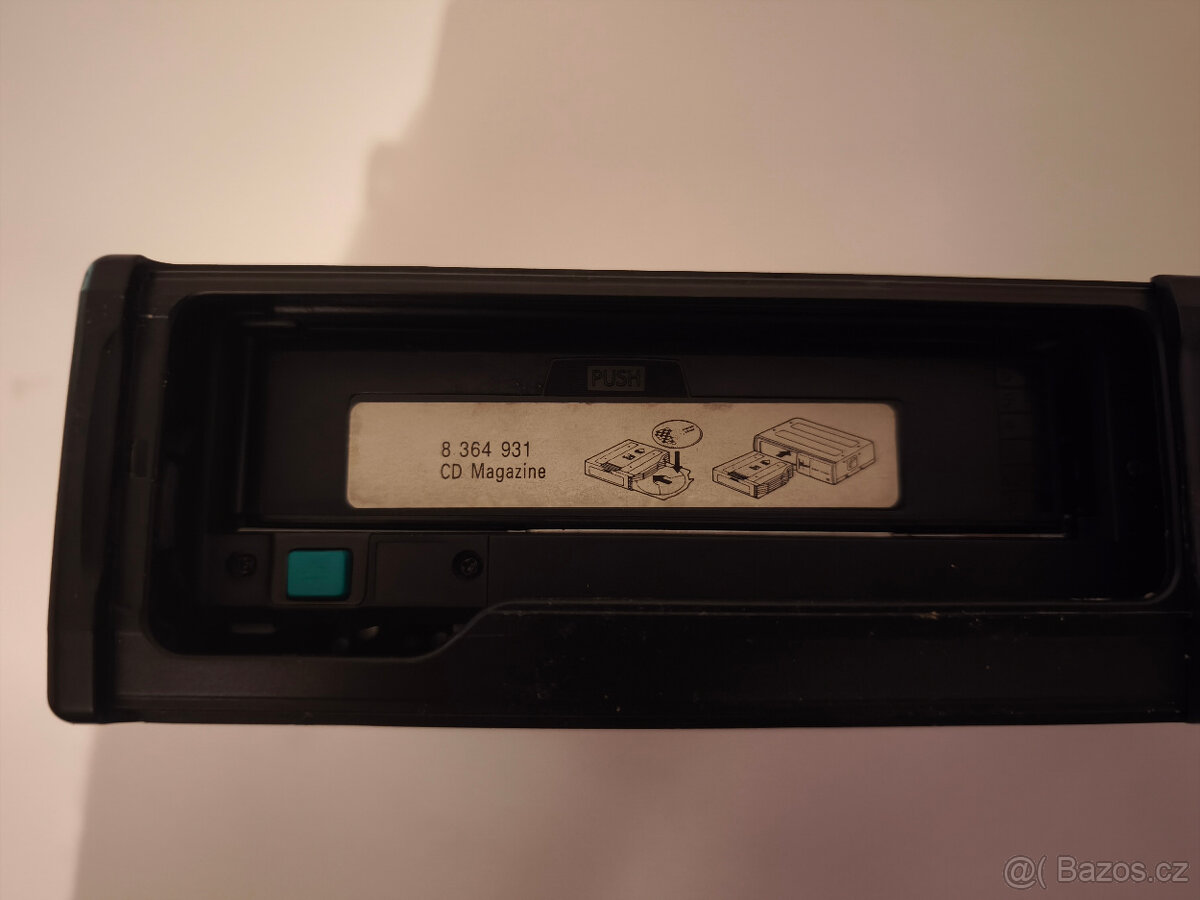 PUSH
8 364 931
CD Magazine
@( Bazos.cz